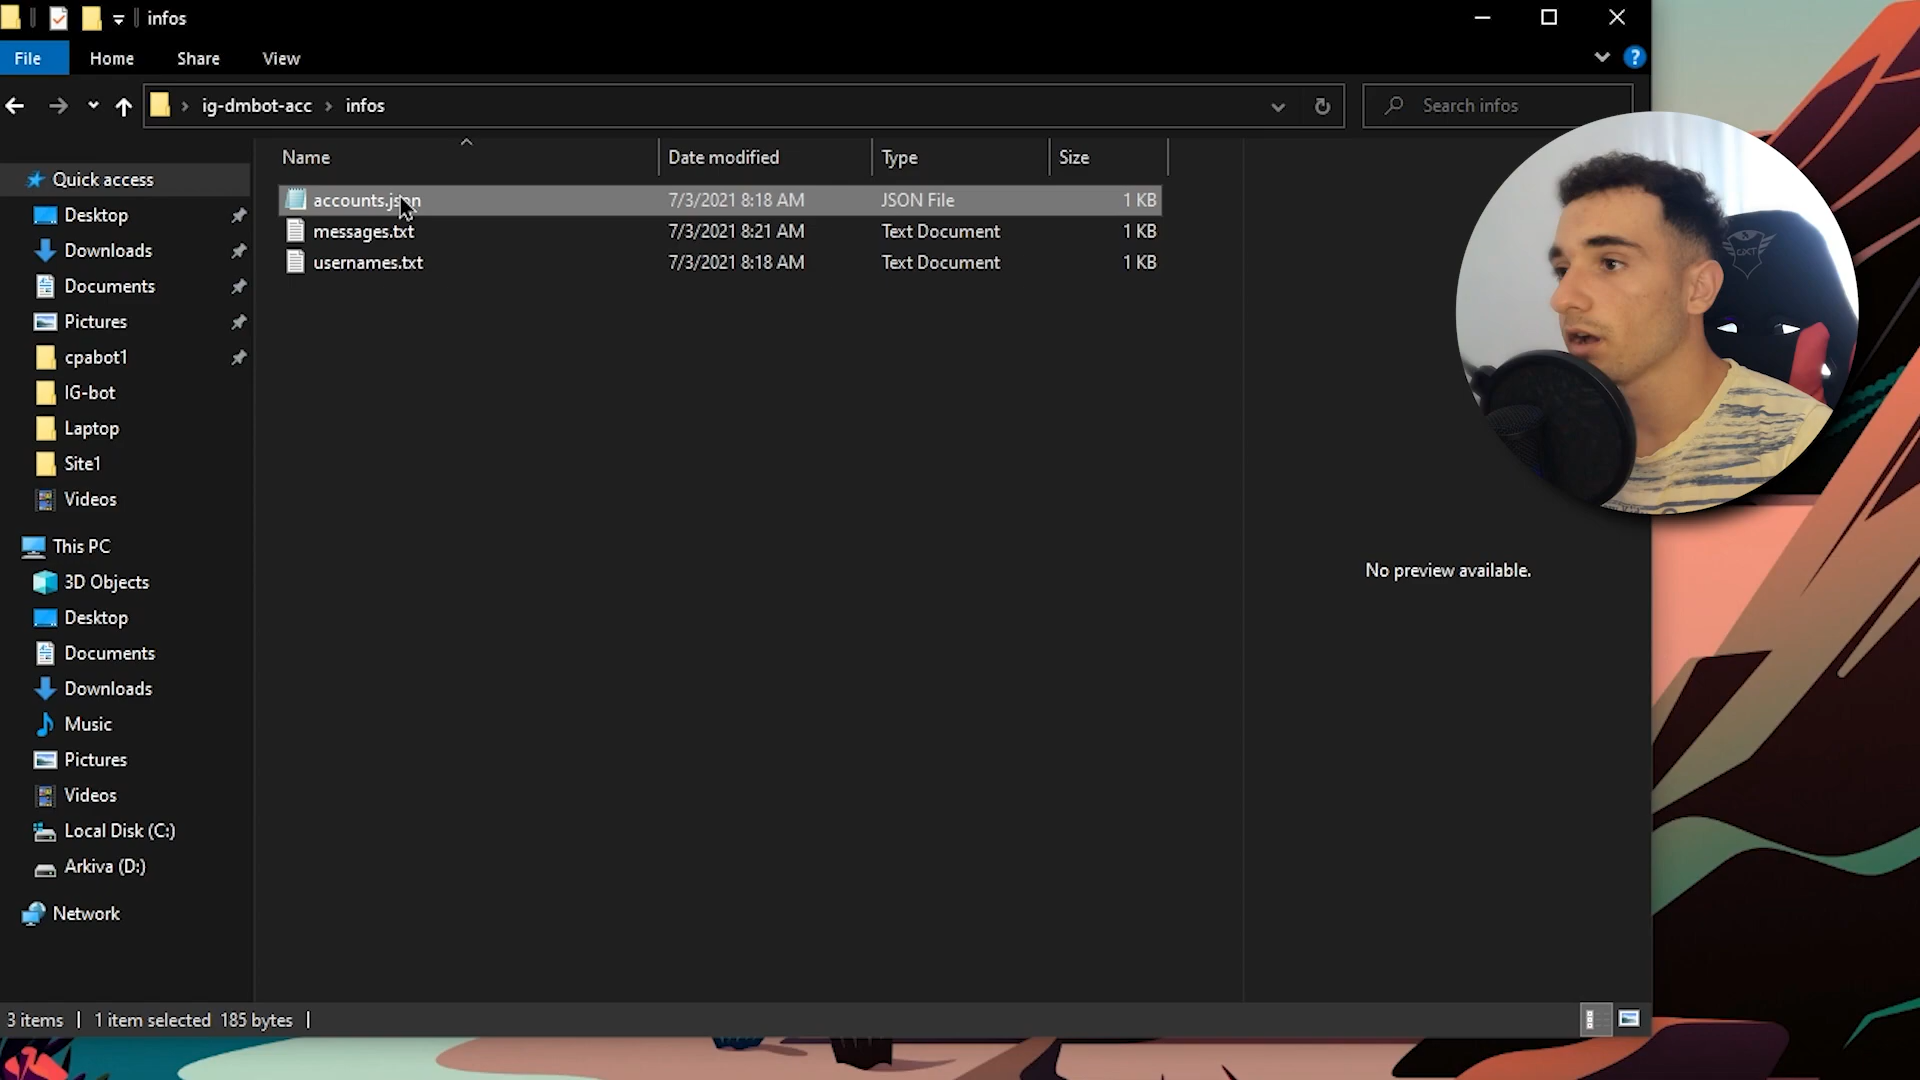 infos
File Home Share View
ig-dmbot-acc › infos
Search infos
Name Date modified Type Size
accounts.json 7/3/2021 8:18 AM JSON File 1 KB
messages.txt 7/3/2021 8:21 AM Text Document 1 KB
usernames.txt 7/3/2021 8:18 AM Text Document 1 KB
Quick access
Desktop
Downloads
Documents
Pictures
cpabot1
IG-bot
Laptop
Site1
Videos
This PC
3D Objects
Desktop
Documents
Downloads
Music
Pictures
Videos
Local Disk (C:)
Arkiva (D:)
Network
No preview available.
3 items 1 item selected 185 bytes